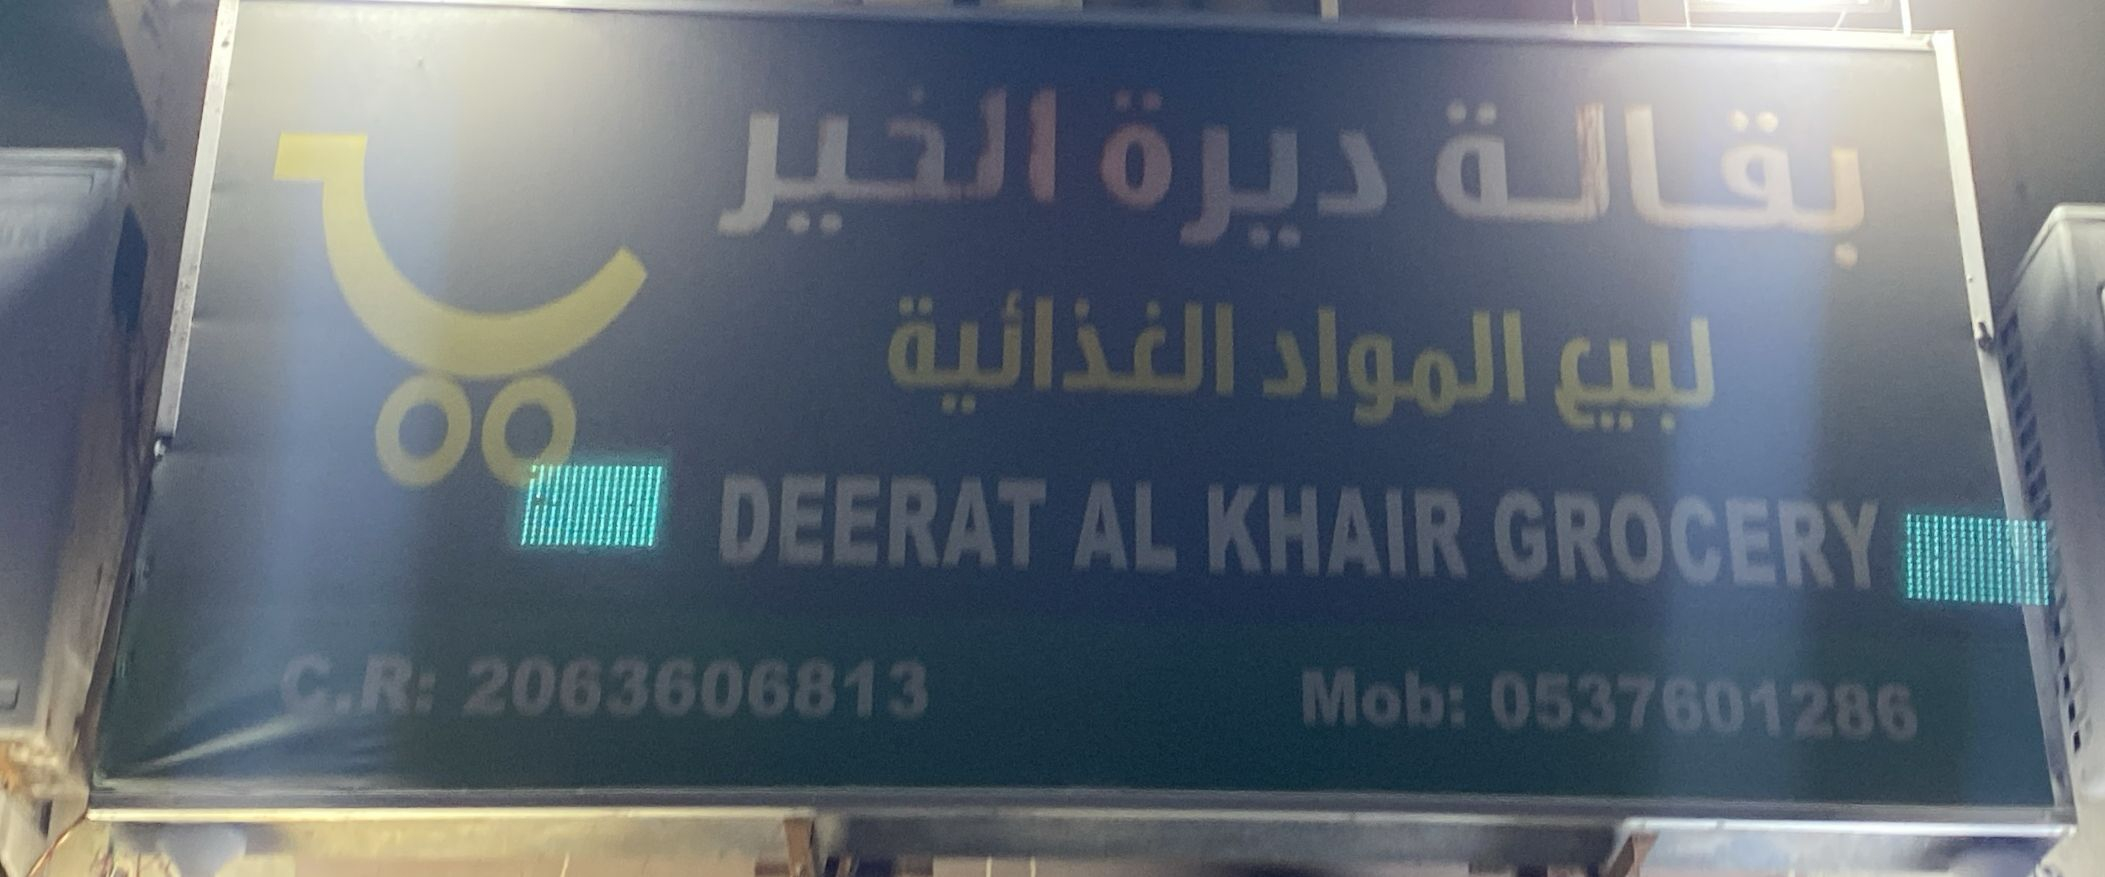 بقالة ديرة الخير
لبيع المواد الغذائية
DEERAT AL KHAIR GROCERY
C.R: 2063606813 Mob: 0537601286